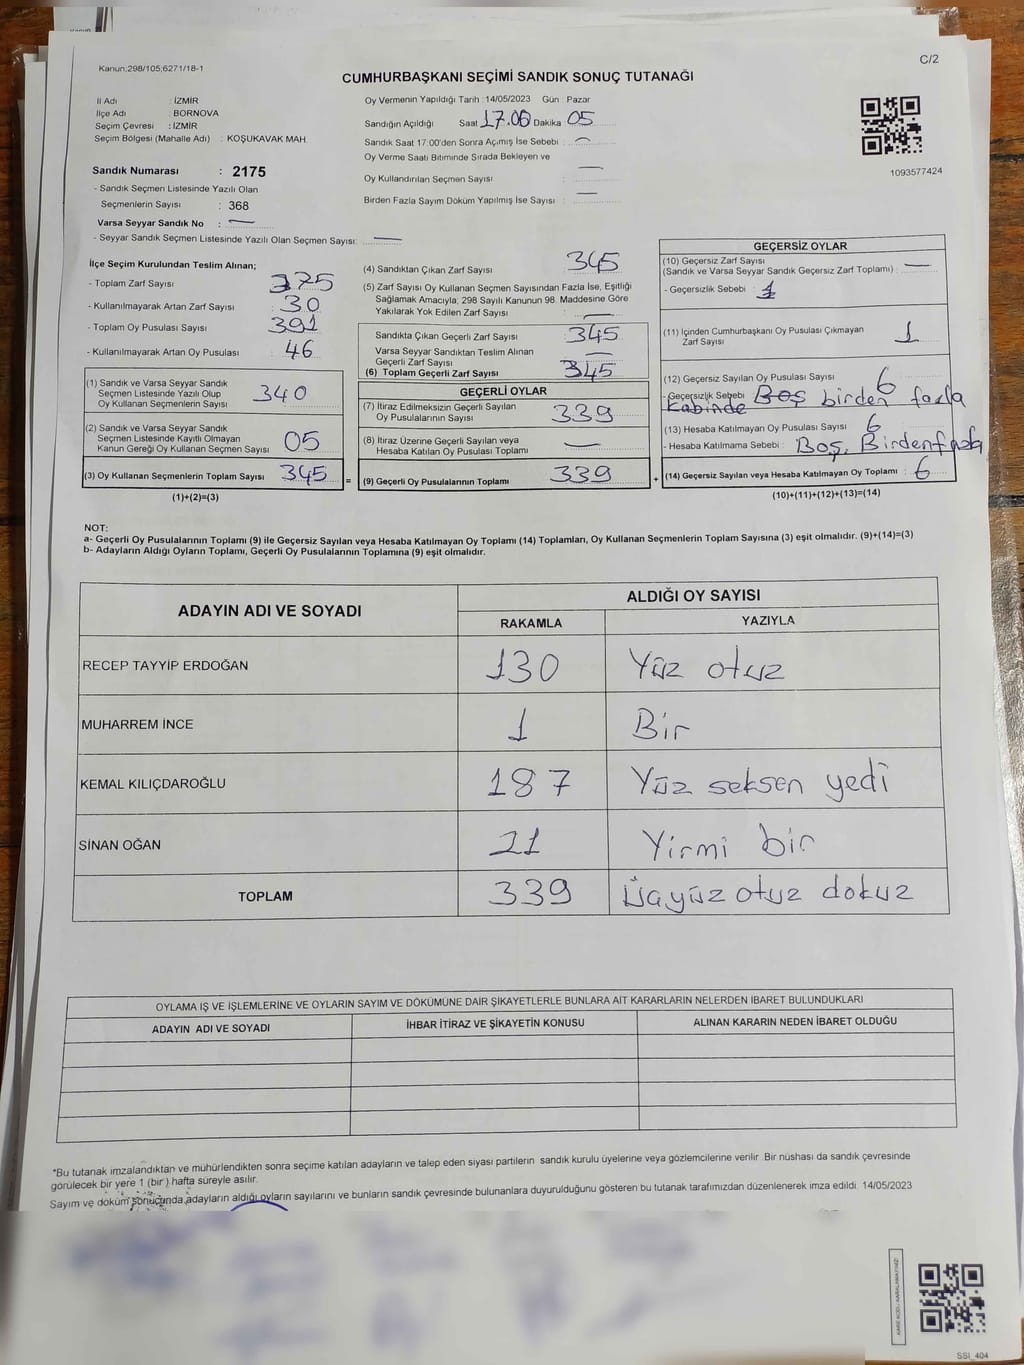 Kanun;298/105;6271/18-1
C/2
CUMHURBAŞKANI SEÇİMİ SANDIK SONUÇ TUTANAĞI
İl Adı : İZMİR
İlçe Adı : BORNOVA
Seçim Çevresi : İZMİR
Seçim Bölgesi (Mahalle Adı) : KOŞUKAVAK MAH.
Oy Vermenin Yapıldığı Tarih : 14/05/2023 Gün : Pazar
Sandığın Açıldığı Saat 17.06 Dakika 05
Sandık Saat 17:00'den Sonra Açımış İse Sebebi : —
Oy Verme Saati Bitiminde Sırada Bekleyen ve
Oy Kullandırılan Seçmen Sayısı : —
Birden Fazla Sayım Döküm Yapılmış İse Sayısı : —
1093577424
Sandık Numarası : 2175
- Sandık Seçmen Listesinde Yazılı Olan
Seçmenlerin Sayısı : 368
Varsa Seyyar Sandık No : —
- Seyyar Sandık Seçmen Listesinde Yazılı Olan Seçmen Sayısı: —
İlçe Seçim Kurulundan Teslim Alınan;
- Toplam Zarf Sayısı 375
- Kullanılmayarak Artan Zarf Sayısı : 30
- Toplam Oy Pusulası Sayısı : 391
- Kullanılmayarak Artan Oy Pusulası : 46
(1) Sandık ve Varsa Seyyar Sandık
Seçmen Listesinde Yazılı Olup
Oy Kullanan Seçmenlerin Sayısı : 340
(2) Sandık ve Varsa Seyyar Sandık
Seçmen Listesinde Kayıtlı Olmayan
Kanun Gereği Oy Kullanan Seçmen Sayısı : 05
(3) Oy Kullanan Seçmenlerin Toplam Sayısı : 345 =
(1)+(2)=(3)
(4) Sandıktan Çıkan Zarf Sayısı : 345
(5) Zarf Sayısı Oy Kullanan Seçmen Sayısından Fazla İse, Eşitliği
Sağlamak Amacıyla; 298 Sayılı Kanunun 98. Maddesine Göre
Yakılarak Yok Edilen Zarf Sayısı : —
Sandıkta Çıkan Geçerli Zarf Sayısı : 345
Varsa Seyyar Sandıktan Teslim Alınan
Geçerli Zarf Sayısı : —
(6) Toplam Geçerli Zarf Sayısı : 345
GEÇERLİ OYLAR
(7) İtiraz Edilmeksizin Geçerli Sayılan
Oy Pusulalarının Sayısı : 339
(8) İtiraz Üzerine Geçerli Sayılan veya
Hesaba Katılan Oy Pusulası Toplamı : —
(9) Geçerli Oy Pusulalarının Toplamı : 339 +
GEÇERSİZ OYLAR
(10) Geçersiz Zarf Sayısı
(Sandık ve Varsa Seyyar Sandık Geçersiz Zarf Toplamı) : —
- Geçersizlik Sebebi : 1
(11) İçinden Cumhurbaşkanı Oy Pusulası Çıkmayan
Zarf Sayısı : 1
(12) Geçersiz Sayılan Oy Pusulası Sayısı : 6
- Geçersizlik Sebebi Boş birden fazla
Kabinde
(13) Hesaba Katılmayan Oy Pusulası Sayısı : 6
- Hesaba Katılmama Sebebi : Boş, Birdenfazla
(14) Geçersiz Sayılan veya Hesaba Katılmayan Oy Toplamı : 6
(10)+(11)+(12)+(13)=(14)
NOT:
a- Geçerli Oy Pusulalarının Toplamı (9) ile Geçersiz Sayılan veya Hesaba Katılmayan Oy Toplamı (14) Toplamları, Oy Kullanan Seçmenlerin Toplam Sayısına (3) eşit olmalıdır. (9)+(14)=(3)
b- Adayların Aldığı Oyların Toplamı, Geçerli Oy Pusulalarının Toplamına (9) eşit olmalıdır.
ADAYIN ADI VE SOYADI ALDIĞI OY SAYISI
RAKAMLA YAZIYLA
RECEP TAYYİP ERDOĞAN 130 Yüz otuz
MUHARREM İNCE 1 Bir
KEMAL KILIÇDAROĞLU 187 Yüz seksen yedi
SİNAN OĞAN 21 Yirmi bir
TOPLAM 339 Üçyüz otuz dokuz
OYLAMA İŞ VE İŞLEMLERİNE VE OYLARIN SAYIM VE DÖKÜMÜNE DAİR ŞİKAYETLERLE BUNLARA AİT KARARLARIN NELERDEN İBARET BULUNDUKLARI
ADAYIN ADI VE SOYADI İHBAR İTİRAZ VE ŞİKAYETİN KONUSU ALINAN KARARIN NEDEN İBARET OLDUĞU
*Bu tutanak imzalandıktan ve mühürlendikten sonra seçime katılan adayların ve talep eden siyasi partilerin sandık kurulu üyelerine veya gözlemcilerine verilir. Bir nüshası da sandık çevresinde
görülecek bir yere 1 (bir ) hafta süreyle asılır.
Sayım ve döküm sonucunda adayların aldığı oyların sayılarını ve bunların sandık çevresinde bulunanlara duyurulduğunu gösteren bu tutanak tarafımızdan düzenlenerek imza edildi. 14/05/2023
SSI_404